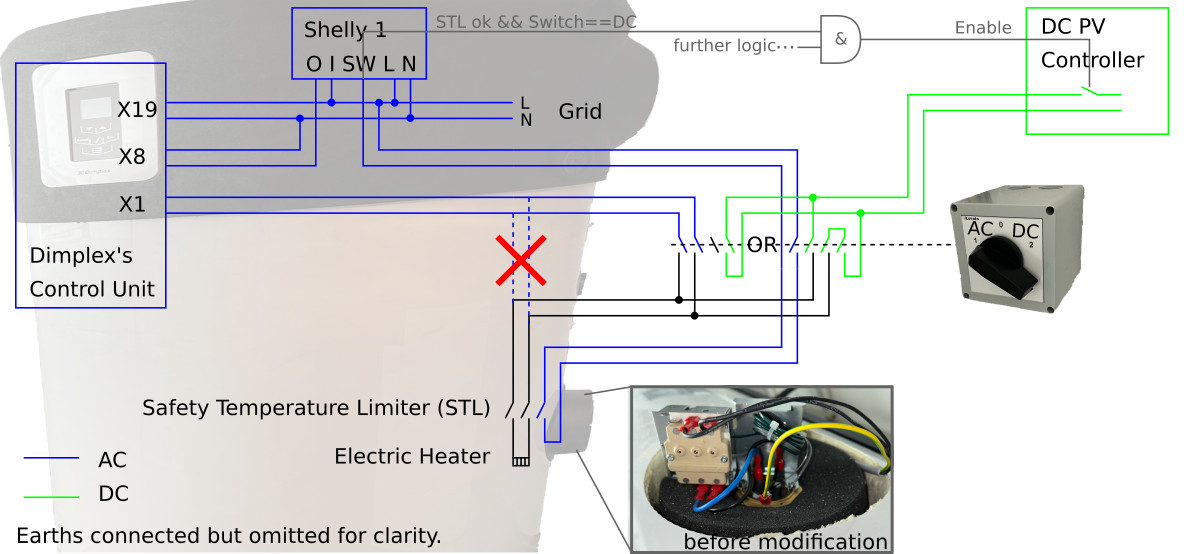 Shelly 1
O I SW L N
STL ok && Switch==DC
further logic···
&
Enable
DC PV
Controller
X19
X8
X1
L
N
Grid
Dimplex's
Control Unit
OR
AC
0
DC
1
2
Safety Temperature Limiter (STL)
Electric Heater
AC
DC
Earths connected but omitted for clarity.
before modification